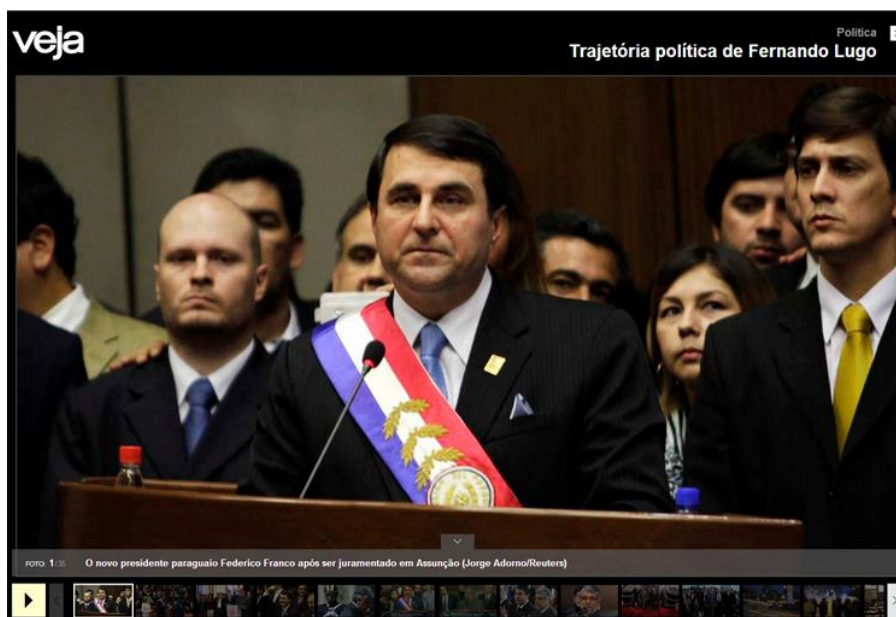 veja
Política
Trajetória política de Fernando Lugo
FOTO: 1/35 O novo presidente paraguaio Federico Franco após ser juramentado em Assunção (Jorge Adorno/Reuters)